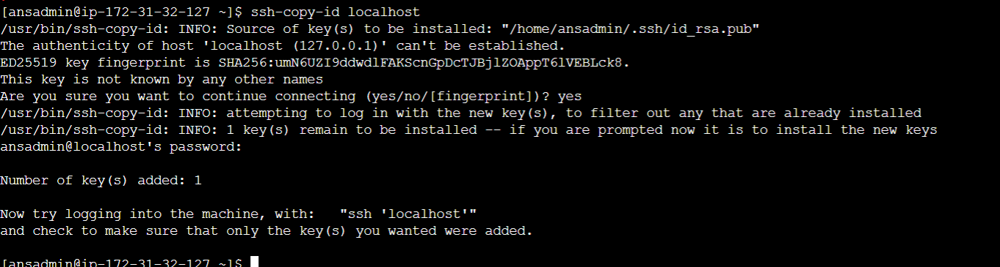 [ansadmin@ip-172-31-32-127 ~]$ ssh-copy-id localhost
/usr/bin/ssh-copy-id: INFO: Source of key(s) to be installed: "/home/ansadmin/.ssh/id_rsa.pub"
The authenticity of host 'localhost (127.0.0.1)' can't be established.
ED25519 key fingerprint is SHA256:umN6UZI9ddwdlFAKScnGpDcTJBjlZOAppT6lVEBLck8.
This key is not known by any other names
Are you sure you want to continue connecting (yes/no/[fingerprint])? yes
/usr/bin/ssh-copy-id: INFO: attempting to log in with the new key(s), to filter out any that are already installed
/usr/bin/ssh-copy-id: INFO: 1 key(s) remain to be installed -- if you are prompted now it is to install the new keys
ansadmin@localhost's password:
Number of key(s) added: 1
Now try logging into the machine, with:   "ssh 'localhost'"
and check to make sure that only the key(s) you wanted were added.
[ansadmin@ip-172-31-32-127 ~]$